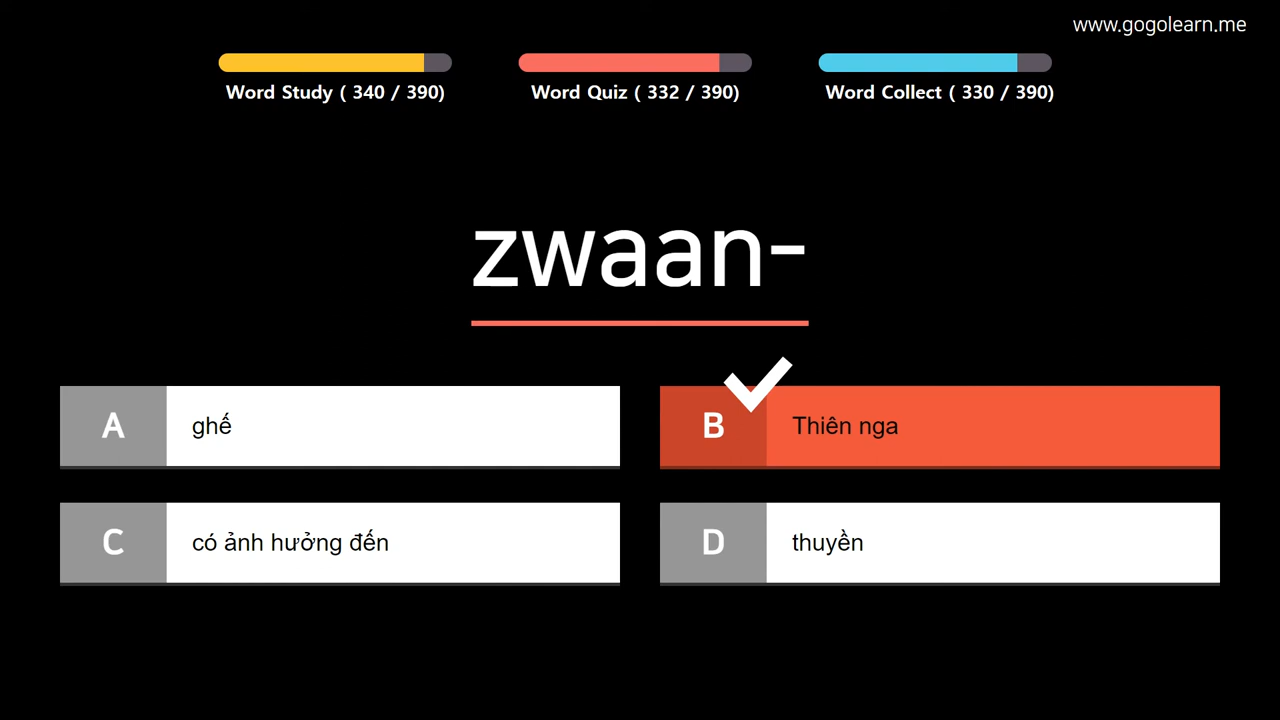 www.gogolearn.me
Word Study ( 340 / 390)
Word Quiz ( 332 / 390)
Word Collect ( 330 / 390)
zwaan-
A ghế
B Thiên nga
C có ảnh hưởng đến
D thuyền